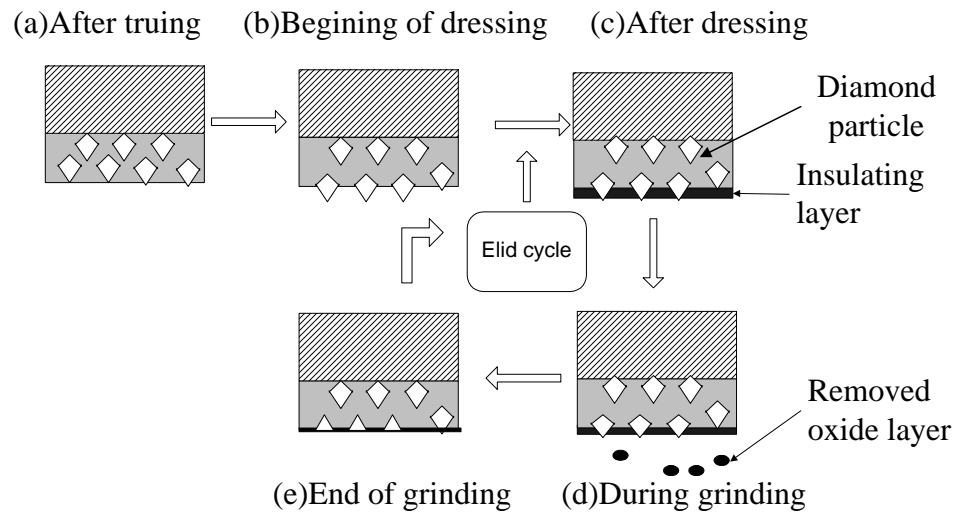 (a)After truing
(b)Begining of dressing
(c)After dressing
Diamond
particle
Insulating
layer
Elid cycle
Removed
oxide layer
(e)End of grinding
(d)During grinding